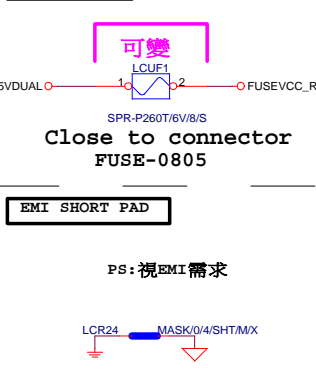 可變
LCUF1
5VDUAL 1 2 FUSEVCC_R
SPR-P260T/6V/8/S
Close to connector
FUSE-0805
EMI SHORT PAD
PS:視EMI需求
LCR24 MASK/0/4/SHT/M/X